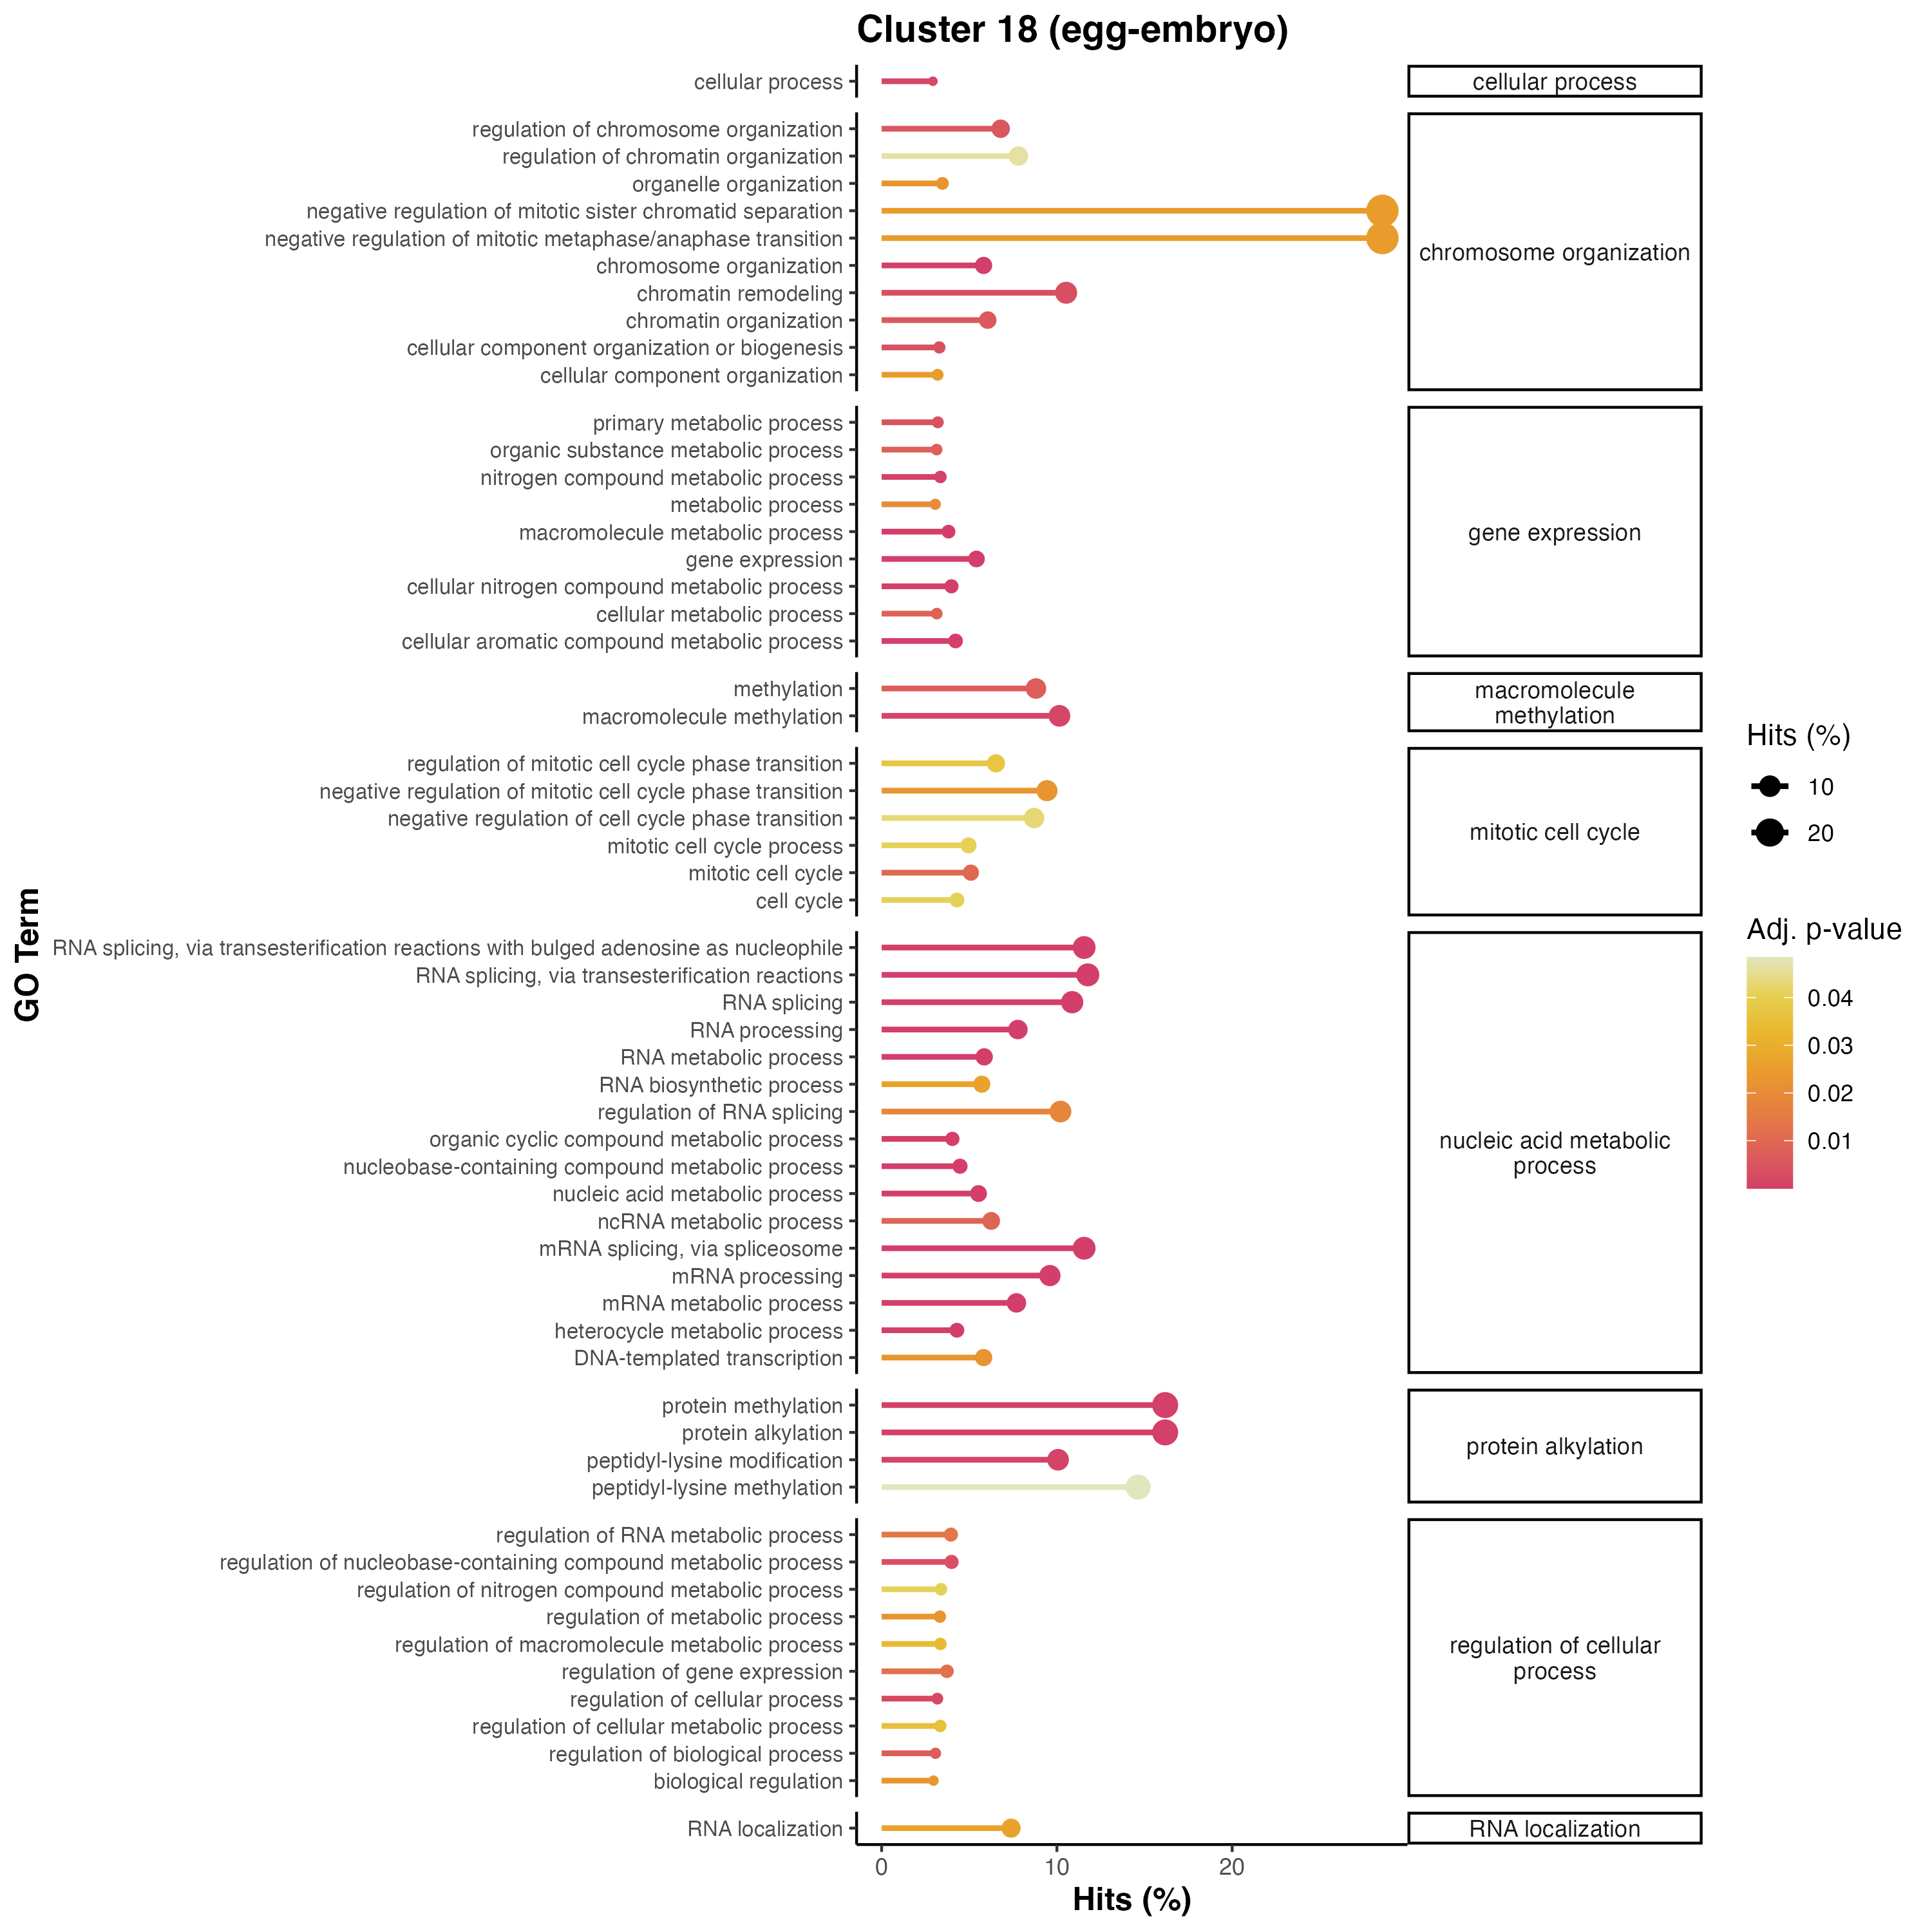 Cluster 18 (egg-embryo)
cellular process
cellular process
regulation of chromosome organization
regulation of chromatin organization
organelle organization
negative regulation of mitotic sister chromatid separation
negative regulation of mitotic metaphase/anaphase transition
chromosome organization
chromatin remodeling
chromatin organization
cellular component organization or biogenesis
cellular component organization
chromosome organization
primary metabolic process
organic substance metabolic process
nitrogen compound metabolic process
metabolic process
macromolecule metabolic process
gene expression
cellular nitrogen compound metabolic process
cellular metabolic process
cellular aromatic compound metabolic process
gene expression
methylation
macromolecule methylation
macromolecule
methylation
regulation of mitotic cell cycle phase transition
negative regulation of mitotic cell cycle phase transition
negative regulation of cell cycle phase transition
mitotic cell cycle process
mitotic cell cycle
cell cycle
mitotic cell cycle
RNA splicing, via transesterification reactions with bulged adenosine as nucleophile
RNA splicing, via transesterification reactions
RNA splicing
RNA processing
RNA metabolic process
RNA biosynthetic process
regulation of RNA splicing
organic cyclic compound metabolic process
nucleobase-containing compound metabolic process
nucleic acid metabolic process
ncRNA metabolic process
mRNA splicing, via spliceosome
mRNA processing
mRNA metabolic process
heterocycle metabolic process
DNA-templated transcription
nucleic acid metabolic
process
protein methylation
protein alkylation
peptidyl-lysine modification
peptidyl-lysine methylation
protein alkylation
regulation of RNA metabolic process
regulation of nucleobase-containing compound metabolic process
regulation of nitrogen compound metabolic process
regulation of metabolic process
regulation of macromolecule metabolic process
regulation of gene expression
regulation of cellular process
regulation of cellular metabolic process
regulation of biological process
biological regulation
regulation of cellular
process
RNA localization
RNA localization
0 10 20
Hits (%)
GO Term
Hits (%)
10
20
Adj. p-value
0.04
0.03
0.02
0.01